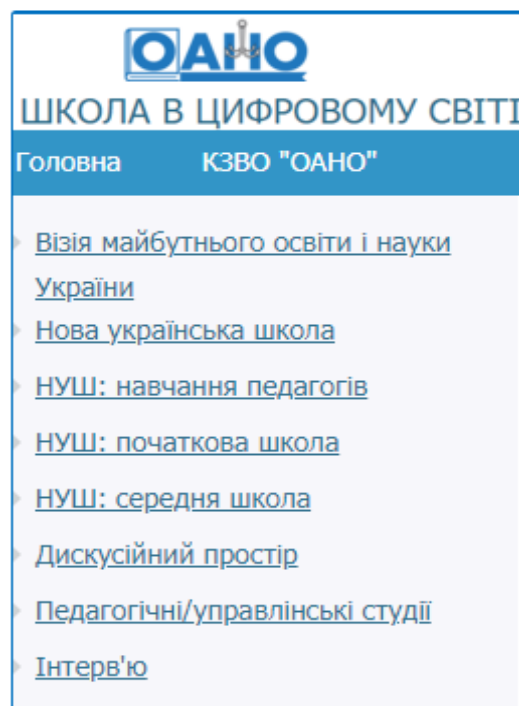 ОАНО
ШКОЛА В ЦИФРОВОМУ СВІТІ
Головна КЗВО "ОАНО"
Візія майбутнього освіти і науки
України
Нова українська школа
НУШ: навчання педагогів
НУШ: початкова школа
НУШ: середня школа
Дискусійний простір
Педагогічні/управлінські студії
Інтерв'ю